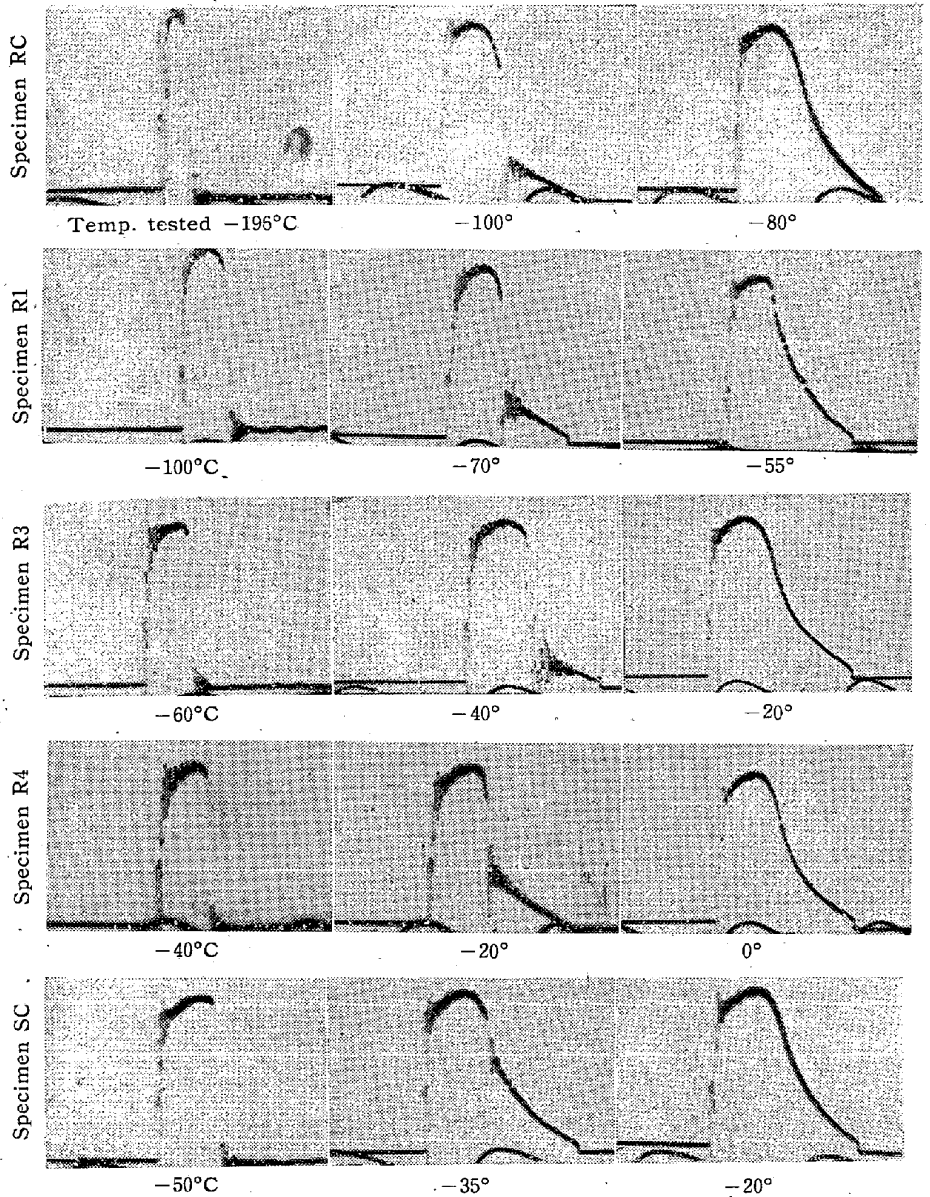 Specimen RC
Temp. tested −196°C
−100°
−80°
Specimen R1
−100°C
−70°
−55°
Specimen R3
−60°C
−40°
−20°
Specimen R4
−40°C
−20°
0°
Specimen SC
−50°C
−35°
−20°